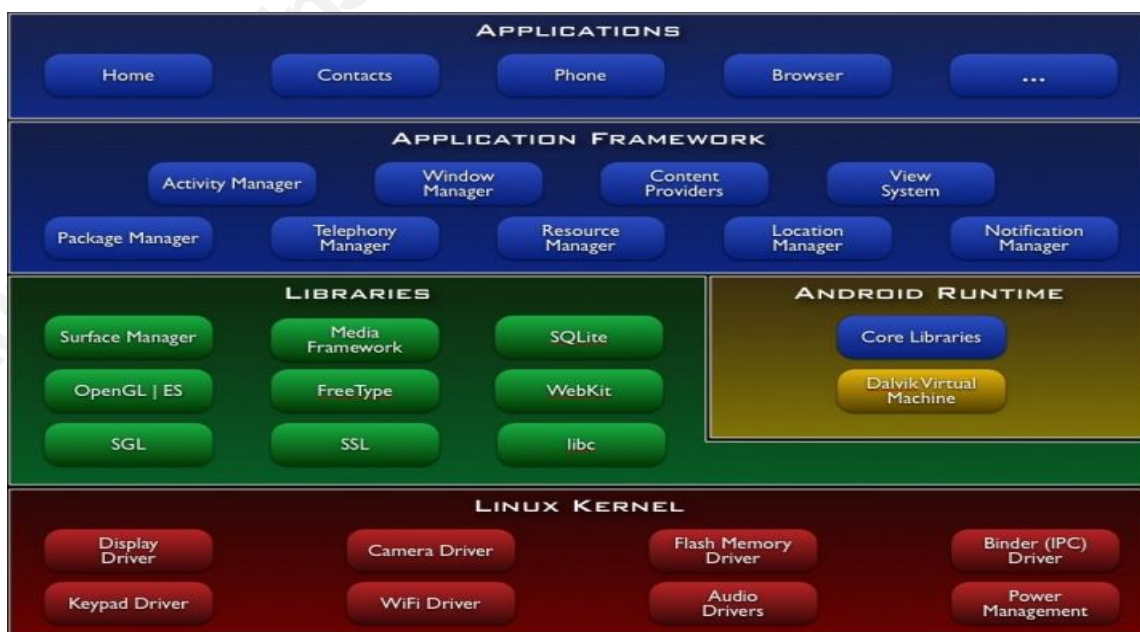 APPLICATIONS
Home
Contacts
Phone
Browser
...
APPLICATION FRAMEWORK
Activity Manager
Window
Manager
Content
Providers
View
System
Package Manager
Telephony
Manager
Resource
Manager
Location
Manager
Notification
Manager
LIBRARIES
Surface Manager
Media
Framework
SQLite
OpenGL | ES
FreeType
WebKit
SGL
SSL
libc
ANDROID RUNTIME
Core Libraries
Dalvik Virtual
Machine
LINUX KERNEL
Display
Driver
Camera Driver
Flash Memory
Driver
Binder (IPC)
Driver
Keypad Driver
WiFi Driver
Audio
Drivers
Power
Management